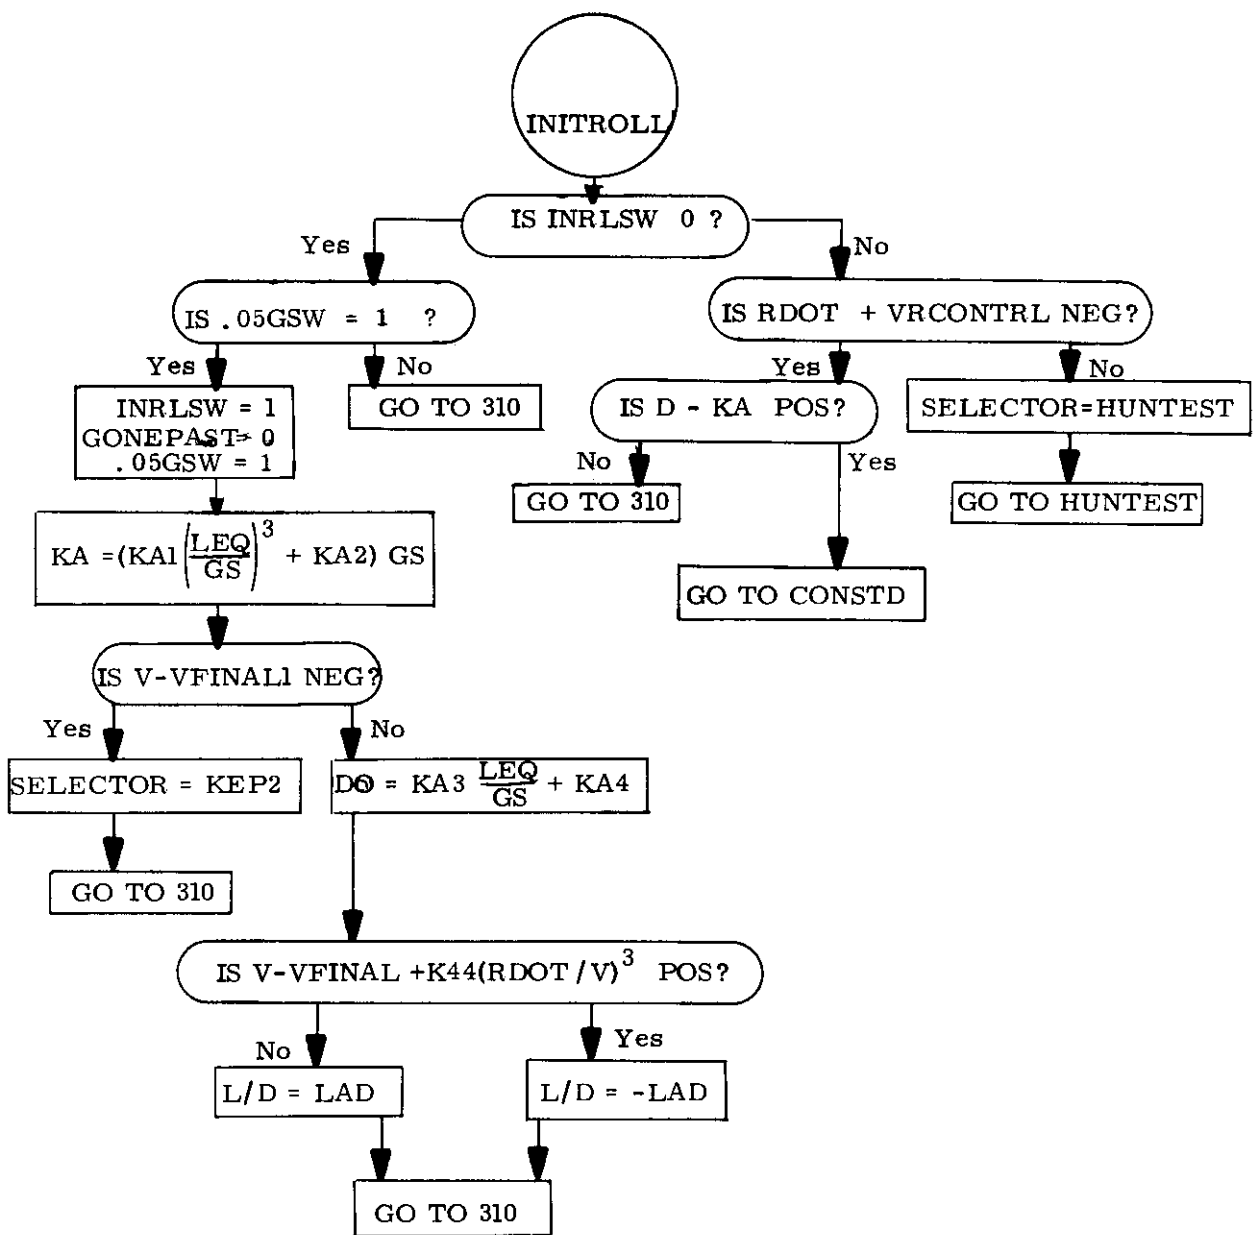 INITROLL
IS INRLSW 0 ?
Yes
No
IS .05GSW = 1 ?
IS RDOT + VRCONTRL NEG?
Yes
No
Yes
No
INRLSW = 1
GONEPAST= 0
.05GSW = 1
GO TO 310
IS D - KA POS?
SELECTOR=HUNTEST
No
Yes
GO TO 310
GO TO HUNTEST
KA =(KA1(LEQ/GS)^3 + KA2) GS
GO TO CONSTD
IS V-VFINAL1 NEG?
Yes
No
SELECTOR = KEP2
DO = KA3 LEQ/GS + KA4
GO TO 310
IS V-VFINAL +K44(RDOT/V)^3 POS?
No
Yes
L/D = LAD
L/D = -LAD
GO TO 310